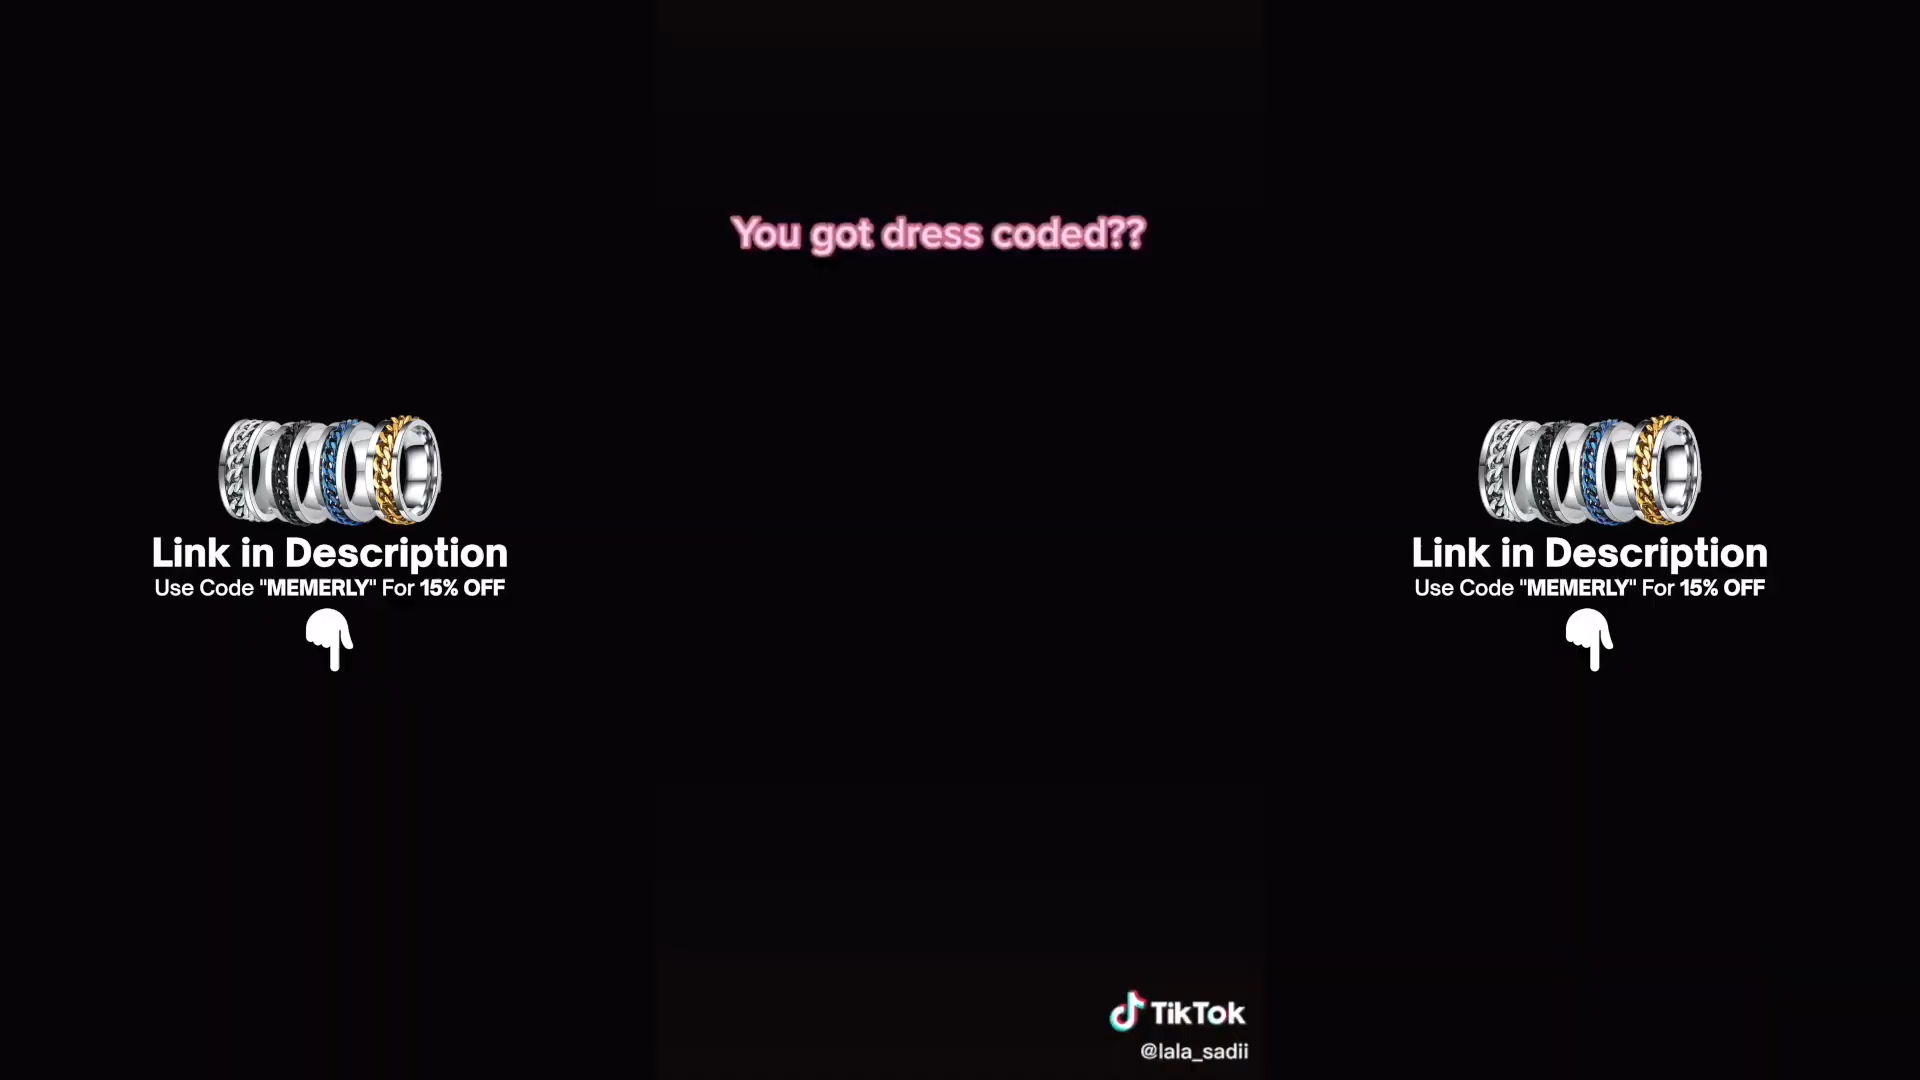 You got dress coded??
Link in Description
Use Code "MEMERLY" For 15% OFF
Link in Description
Use Code "MEMERLY" For 15% OFF
TikTok
@lala_sadii